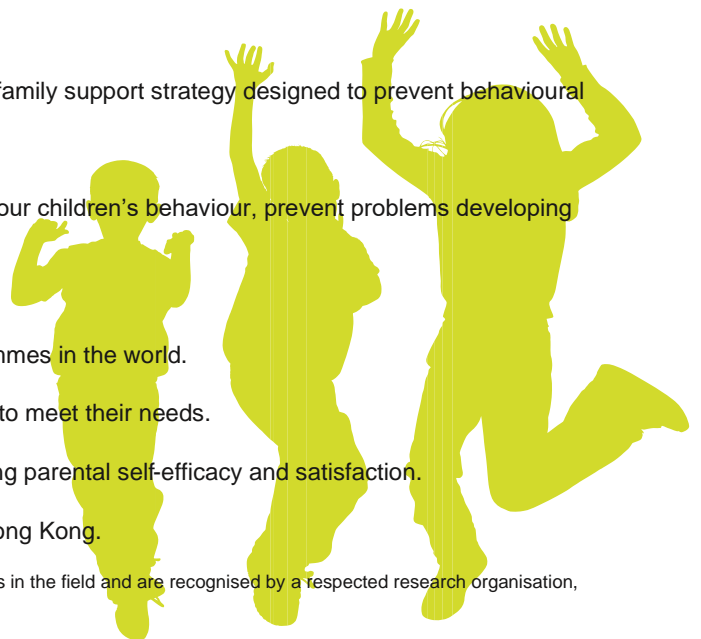 family support strategy designed to prevent behavioural
our children's behaviour, prevent problems developing
mmes in the world.
to meet their needs.
ng parental self-efficacy and satisfaction.
ong Kong.
s in the field and are recognised by a respected research organisation,